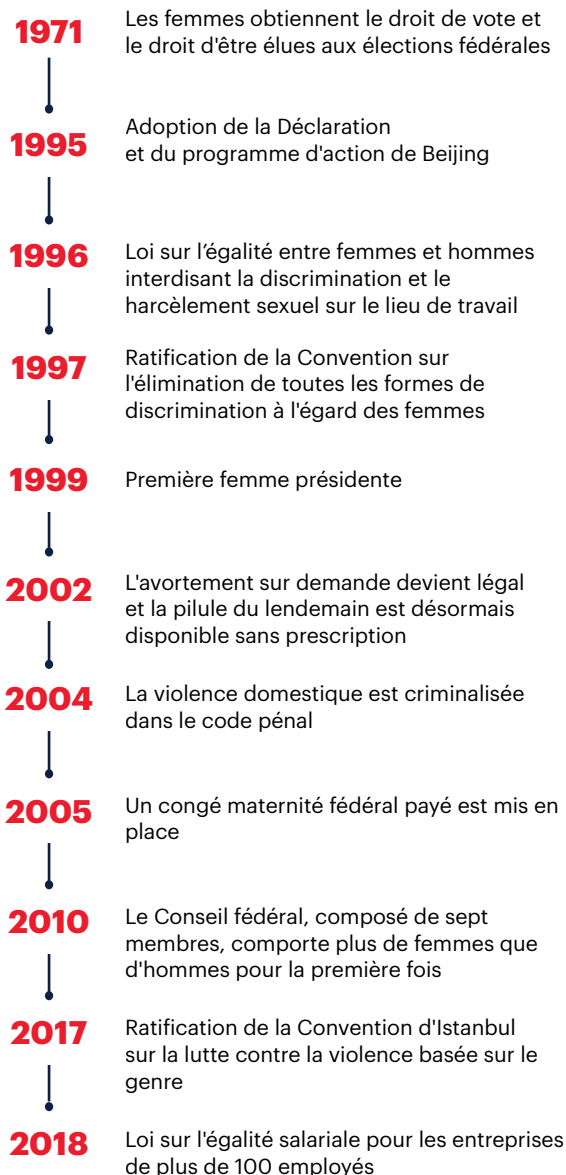 1971
Les femmes obtiennent le droit de vote et
le droit d'être élues aux élections fédérales
1995
Adoption de la Déclaration
et du programme d'action de Beijing
1996
Loi sur l’égalité entre femmes et hommes
interdisant la discrimination et le
harcèlement sexuel sur le lieu de travail
1997
Ratification de la Convention sur
l'élimination de toutes les formes de
discrimination à l'égard des femmes
1999
Première femme présidente
2002
L'avortement sur demande devient légal
et la pilule du lendemain est désormais
disponible sans prescription
2004
La violence domestique est criminalisée
dans le code pénal
2005
Un congé maternité fédéral payé est mis en
place
2010
Le Conseil fédéral, composé de sept
membres, comporte plus de femmes que
d'hommes pour la première fois
2017
Ratification de la Convention d'Istanbul
sur la lutte contre la violence basée sur le
genre
2018
Loi sur l'égalité salariale pour les entreprises
de plus de 100 employés